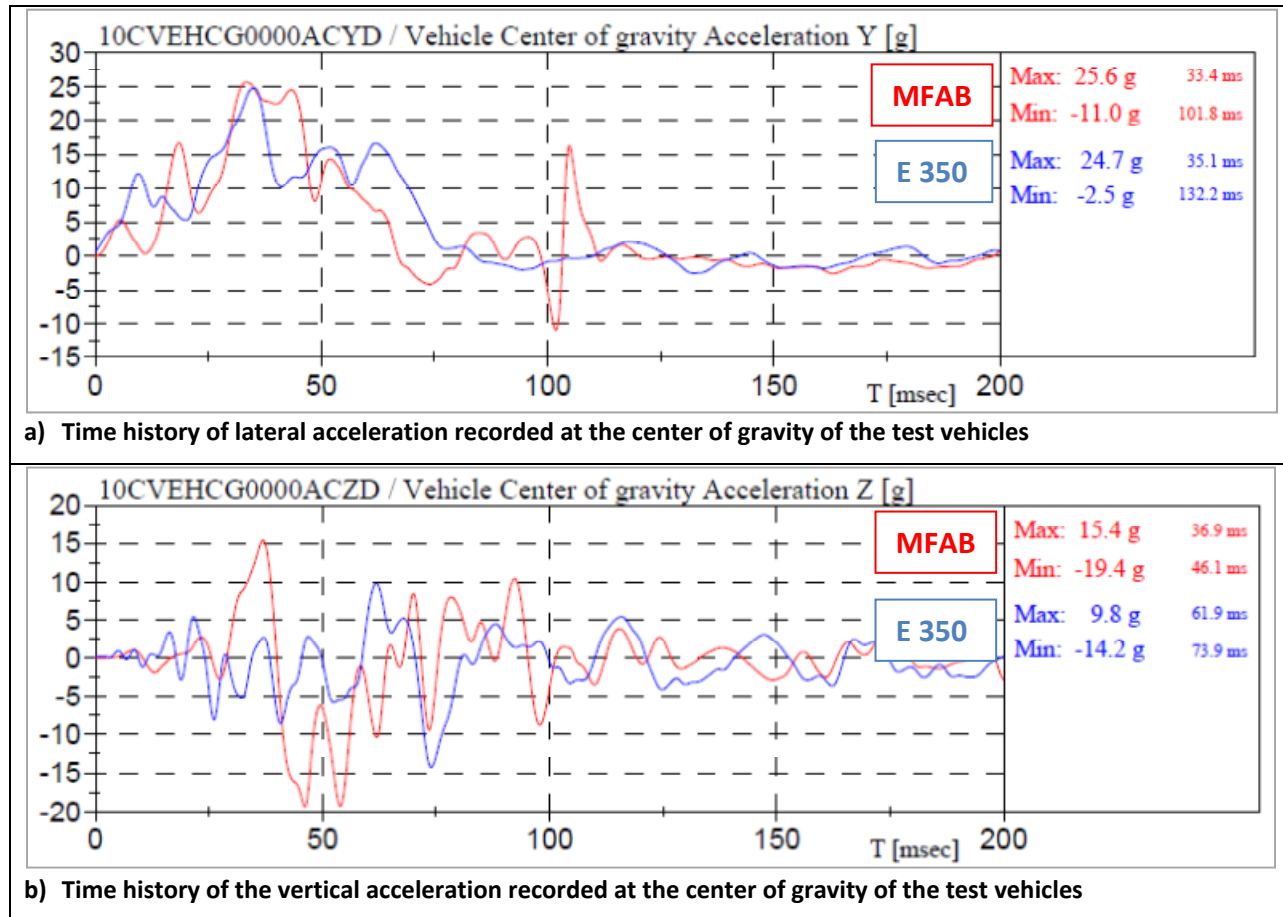 10CVEHCG0000ACYD / Vehicle Center of gravity Acceleration Y [g]
30
25
20
15
10
5
0
-5
-10
-15
0 50 100 150 200
T [msec]
MFAB
Max: 25.6 g 33.4 ms
Min: -11.0 g 101.8 ms
E 350
Max: 24.7 g 35.1 ms
Min: -2.5 g 132.2 ms
a) Time history of lateral acceleration recorded at the center of gravity of the test vehicles
10CVEHCG0000ACZD / Vehicle Center of gravity Acceleration Z [g]
20
15
10
5
0
-5
-10
-15
-20
0 50 100 150 200
T [msec]
MFAB
Max: 15.4 g 36.9 ms
Min: -19.4 g 46.1 ms
E 350
Max: 9.8 g 61.9 ms
Min: -14.2 g 73.9 ms
b) Time history of the vertical acceleration recorded at the center of gravity of the test vehicles